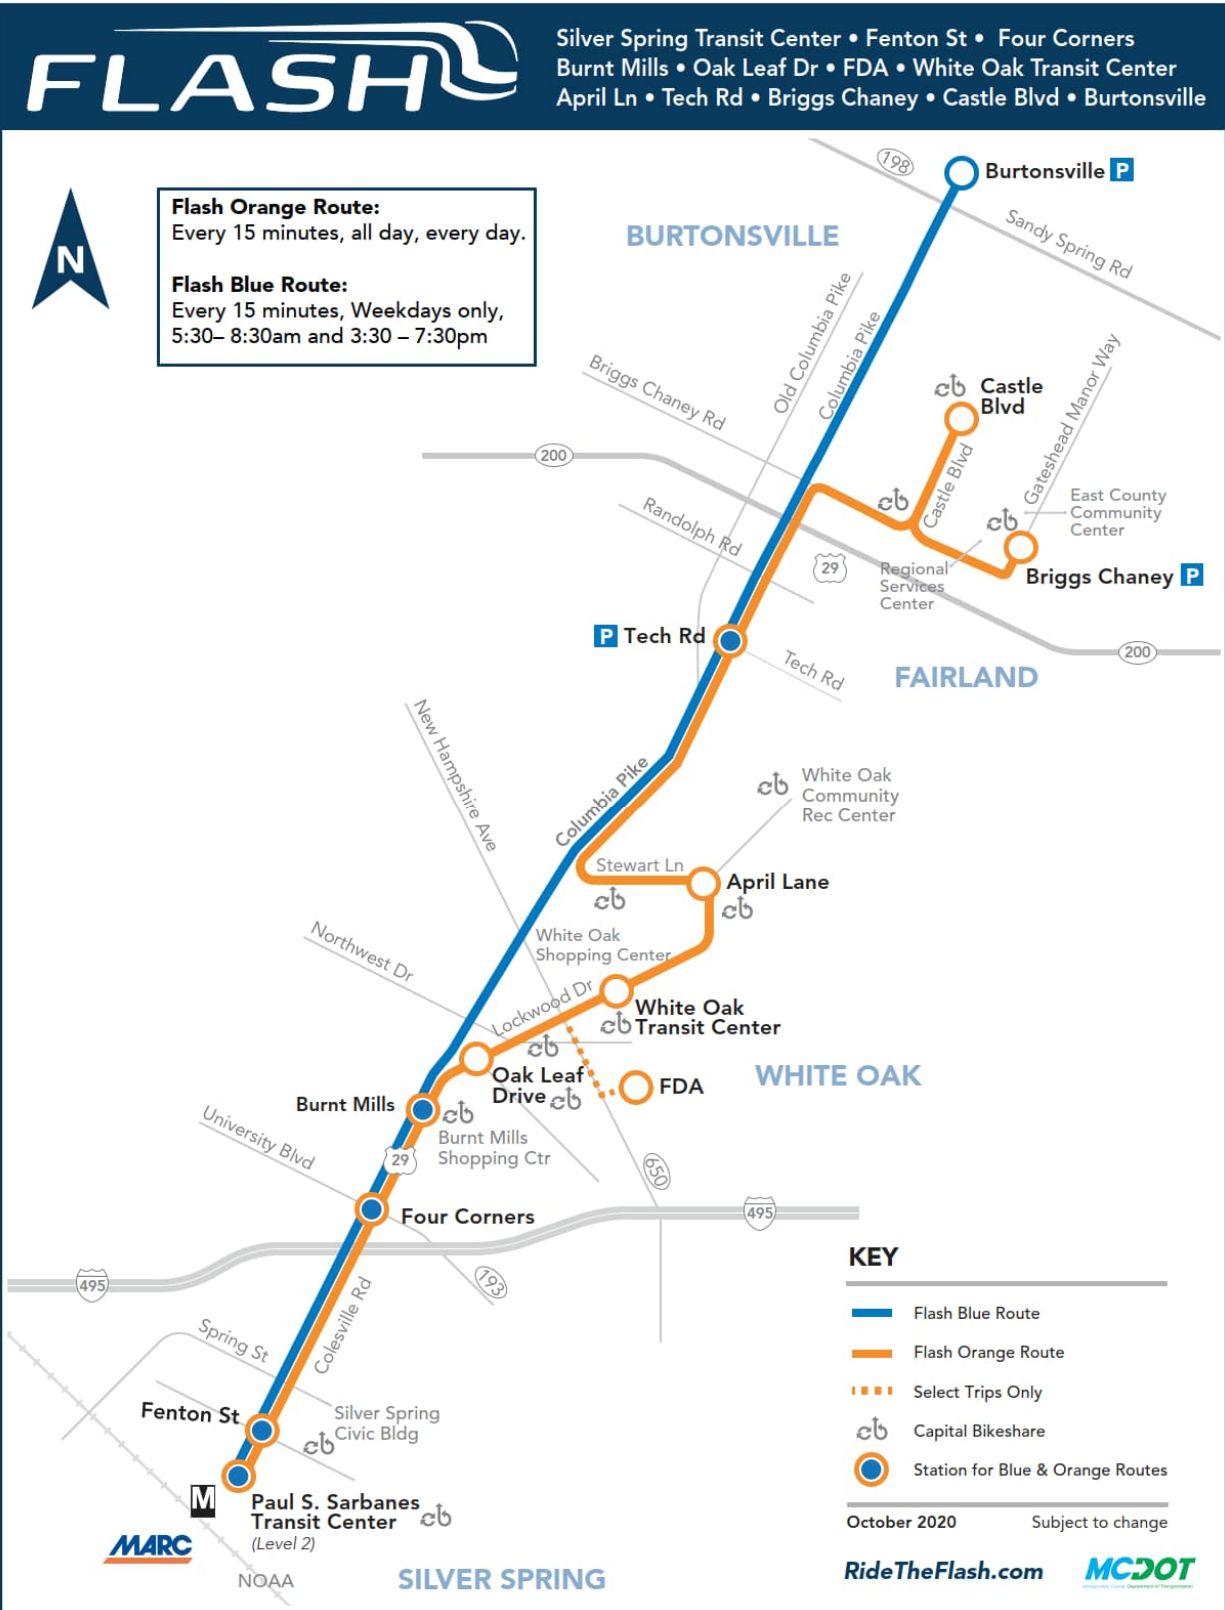 FLASH
Silver Spring Transit Center • Fenton St • Four Corners
Burnt Mills • Oak Leaf Dr • FDA • White Oak Transit Center
April Ln • Tech Rd • Briggs Chaney • Castle Blvd • Burtonsville
N
Flash Orange Route:
Every 15 minutes, all day, every day.
Flash Blue Route:
Every 15 minutes, Weekdays only,
5:30– 8:30am and 3:30 – 7:30pm
198
Burtonsville P
BURTONSVILLE
Sandy Spring Rd
Old Columbia Pike
Columbia Pike
Briggs Chaney Rd
Castle
Blvd
Gateshead Manor Way
200
Castle Blvd
East County
Community
Center
Randolph Rd
29
Regional
Services
Center
Briggs Chaney P
P Tech Rd
200
Tech Rd
FAIRLAND
New Hampshire Ave
Columbia Pike
White Oak
Community
Rec Center
Stewart Ln
April Lane
White Oak
Shopping Center
Northwest Dr
Lockwood Dr
White Oak
Transit Center
Oak Leaf
Drive
FDA
WHITE OAK
Burnt Mills
Burnt Mills
Shopping Ctr
University Blvd
29
650
Four Corners
495
495
193
Colesville Rd
Spring St
Fenton St
Silver Spring
Civic Bldg
M
Paul S. Sarbanes
Transit Center
(Level 2)
MARC
NOAA
SILVER SPRING
KEY
Flash Blue Route
Flash Orange Route
Select Trips Only
Capital Bikeshare
Station for Blue & Orange Routes
October 2020 Subject to change
RideTheFlash.com
MCDOT